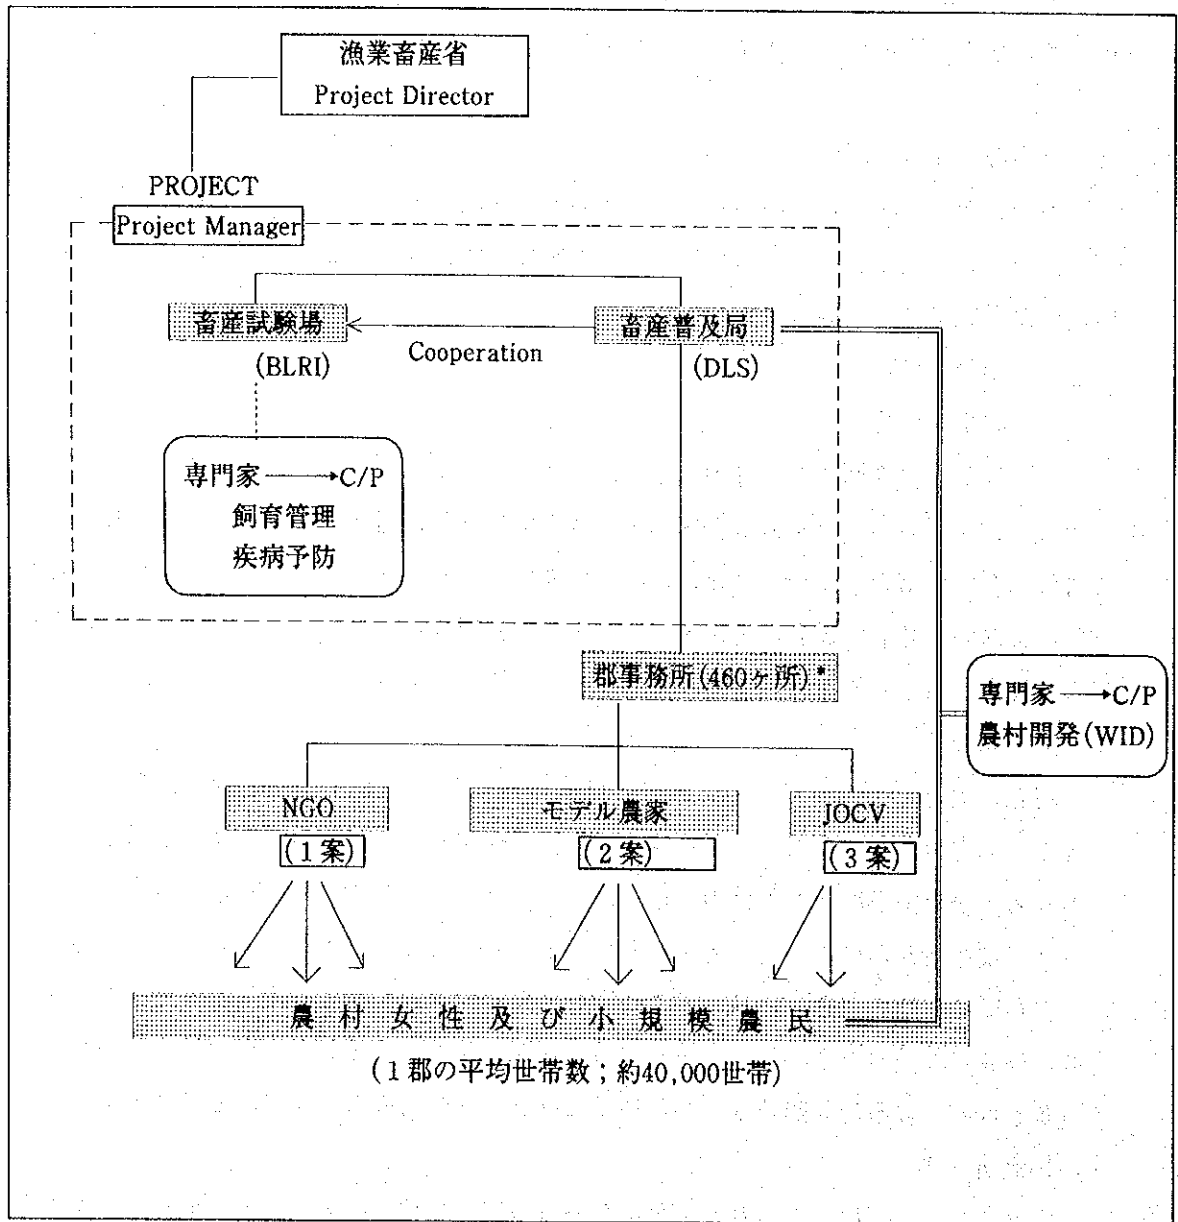 漁業畜産省
Project Director
PROJECT
Project Manager
畜産試験場
(BLRI)
Cooperation
畜産普及局
(DLS)
専門家 → C/P
飼育管理
疾病予防
郡事務所(460ヶ所)*
専門家 → C/P
農村開発(WID)
NGO
(1案)
モデル農家
(2案)
JOCV
(3案)
農村女性及び小規模農民
(1郡の平均世帯数;約40,000世帯)